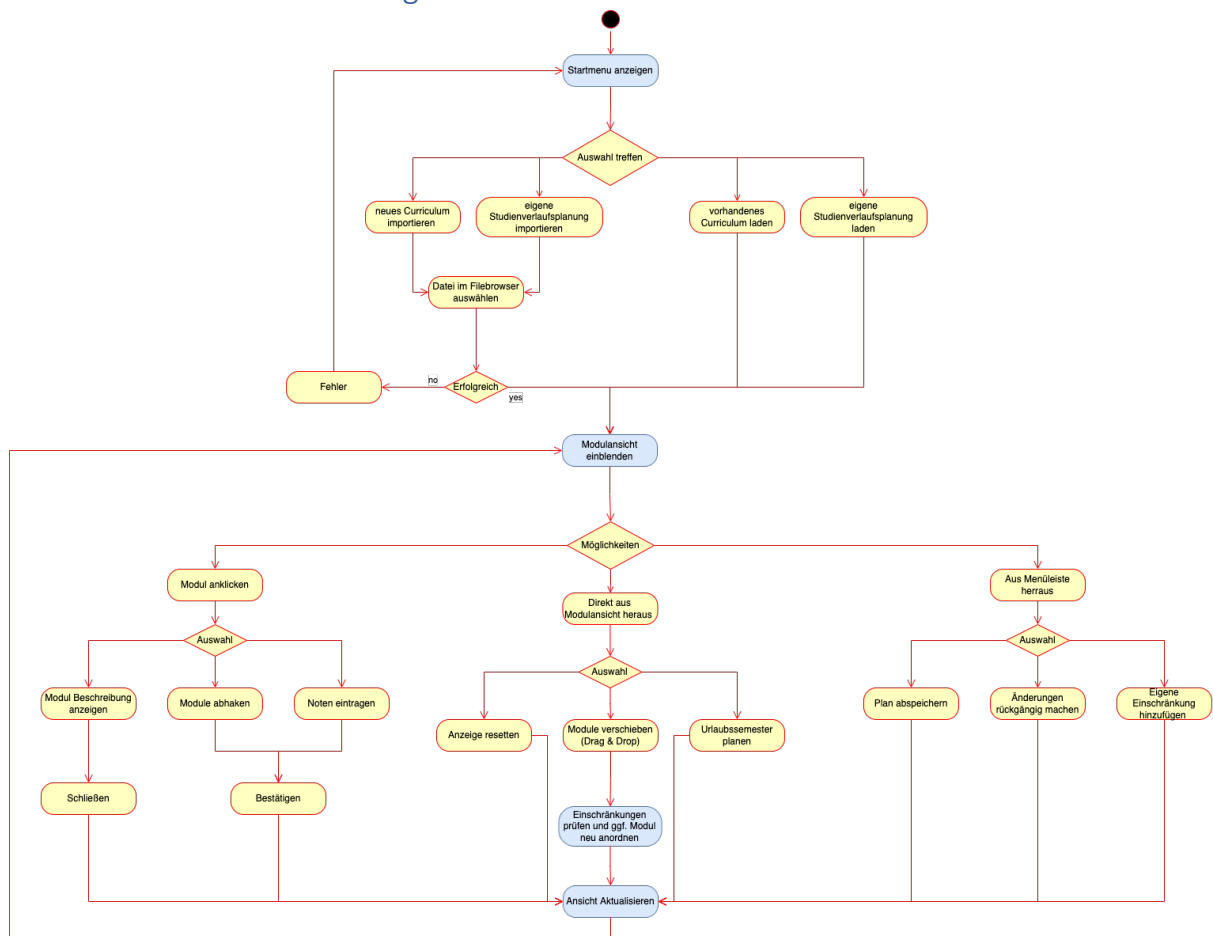 Startmenu anzeigen
Auswahl treffen
neues Curriculum
importieren
eigene
Studienverlaufsplanung
importieren
vorhandenes
Curriculum laden
eigene
Studienverlaufsplanung
laden
Datei im Filebrowser
auswählen
Fehler
no
Erfolgreich
yes
Modulansicht
einblenden
Möglichkeiten
Modul anklicken
Direkt aus
Modulansicht heraus
Aus Menüleiste
herraus
Auswahl
Auswahl
Auswahl
Modul Beschreibung
anzeigen
Module abhaken
Noten eintragen
Anzeige resetten
Module verschieben
(Drag & Drop)
Urlaubssemester
planen
Plan abspeichern
Änderungen
rückgängig machen
Eigene
Einschränkung
hinzufügen
Schließen
Bestätigen
Einschränkungen
prüfen und ggf. Modul
neu anordnen
Ansicht Aktualisieren